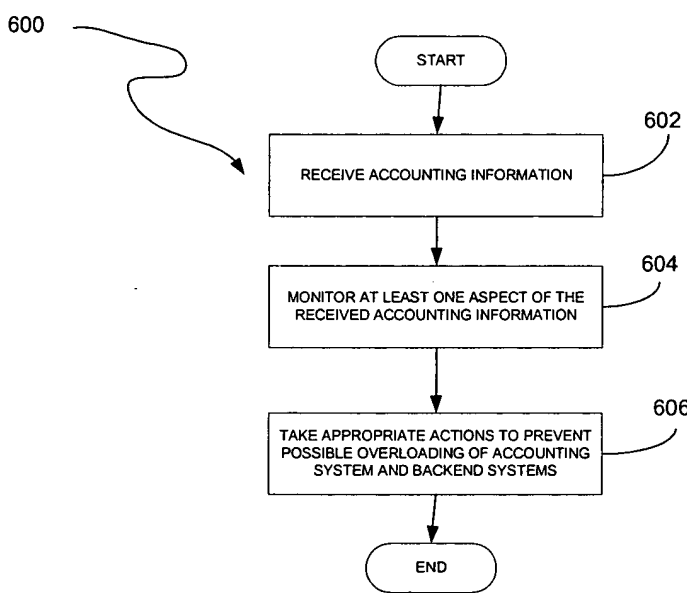 600
START
602
RECEIVE ACCOUNTING INFORMATION
604
MONITOR AT LEAST ONE ASPECT OF THE
RECEIVED ACCOUNTING INFORMATION
606
TAKE APPROPRIATE ACTIONS TO PREVENT
POSSIBLE OVERLOADING OF ACCOUNTING
SYSTEM AND BACKEND SYSTEMS
END